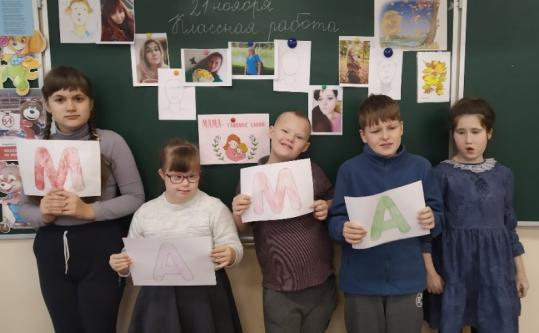 21 ноября
Классная работа
МАМА - ГЛАВНОЕ СЛОВО
М А М А